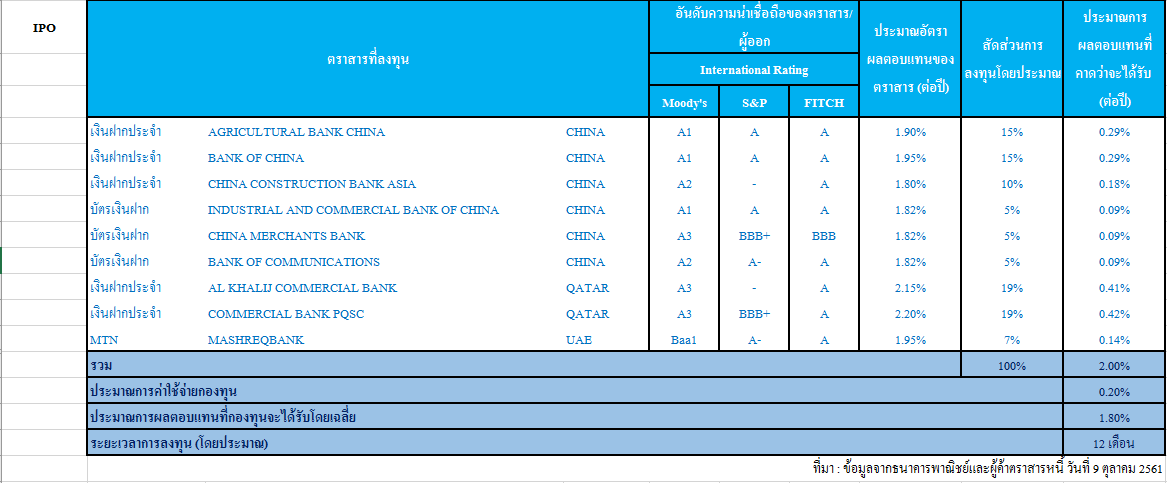 IPO
ตราสารที่ลงทุน
อันดับความน่าเชื่อถือของตราสาร/
ผู้ออก
International Rating
Moody's S&P FITCH
ประมาณอัตรา
ผลตอบแทนของ
ตราสาร (ต่อปี)
สัดส่วนการ
ลงทุนโดยประมาณ
ประมาณการ
ผลตอบแทนที่
คาดว่าจะได้รับ
(ต่อปี)
เงินฝากประจำ AGRICULTURAL BANK CHINA CHINA A1 A A 1.90% 15% 0.29%
เงินฝากประจำ BANK OF CHINA CHINA A1 A A 1.95% 15% 0.29%
เงินฝากประจำ CHINA CONSTRUCTION BANK ASIA CHINA A2 - A 1.80% 10% 0.18%
บัตรเงินฝาก INDUSTRIAL AND COMMERCIAL BANK OF CHINA CHINA A1 A A 1.82% 5% 0.09%
บัตรเงินฝาก CHINA MERCHANTS BANK CHINA A3 BBB+ BBB 1.82% 5% 0.09%
บัตรเงินฝาก BANK OF COMMUNICATIONS CHINA A2 A- A 1.82% 5% 0.09%
เงินฝากประจำ AL KHALIJ COMMERCIAL BANK QATAR A3 - A 2.15% 19% 0.41%
เงินฝากประจำ COMMERCIAL BANK PQSC QATAR A3 BBB+ A 2.20% 19% 0.42%
MTN MASHREQBANK UAE Baa1 A- A 1.95% 7% 0.14%
รวม 100% 2.00%
ประมาณการค่าใช้จ่ายกองทุน 0.20%
ประมาณการผลตอบแทนที่กองทุนจะได้รับโดยเฉลี่ย 1.80%
ระยะเวลาการลงทุน (โดยประมาณ) 12 เดือน
ที่มา : ข้อมูลจากธนาคารพาณิชย์และผู้ค้าตราสารหนี้ วันที่ 9 ตุลาคม 2561